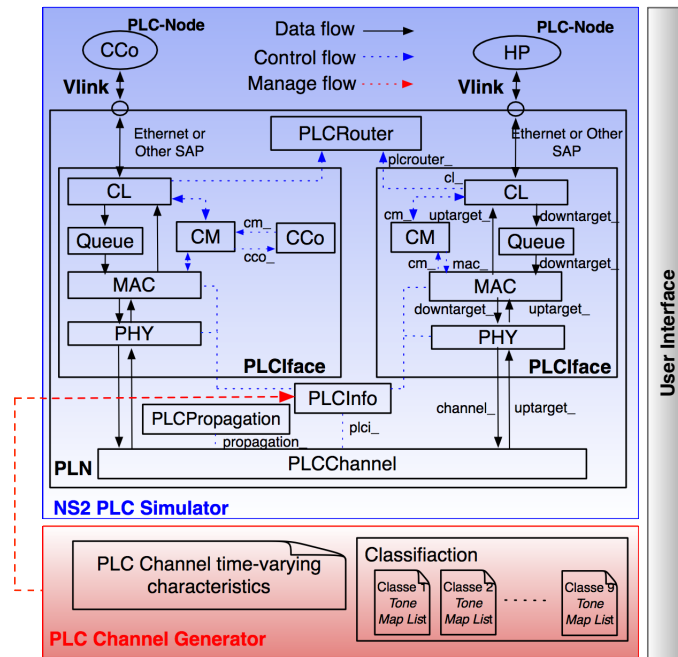 PLC-Node
PLC-Node
CCo
Data flow
HP
Control flow
Manage flow
Vlink
Vlink
Ethernet or
Other SAP
PLCRouter
Ethernet or Other
SAP
plcrouter_
cl_
CL
CL
cm_
uptarget_
downtarget_
Queue
CM
cm_
cco_
CCo
CM
Queue
cm_
mac_
downtarget_
MAC
MAC
downtarget_
uptarget_
PHY
PHY
PLCIface
PLCIface
PLCInfo
PLCPropagation
propagation_
plci_
channel_
uptarget_
PLN
PLCChannel
NS2 PLC Simulator
PLC Channel time-varying
characteristics
Classifiaction
Classe 1
Tone
Map List
Classe 2
Tone
Map List
Classe 9
Tone
Map List
PLC Channel Generator
User Interface